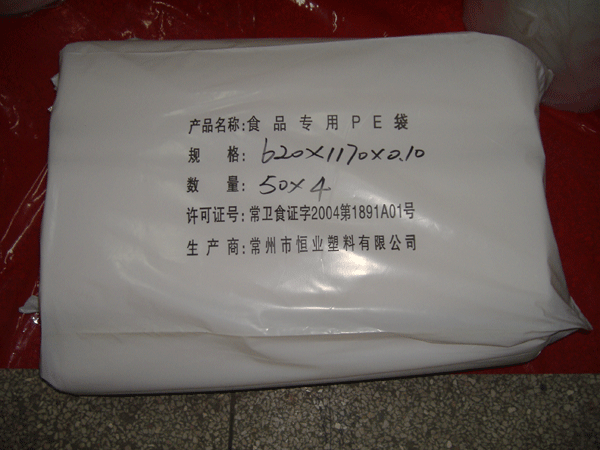 产品名称:食品专用PE袋
规格:620×1170×0.10
数量:50×4
许可证号:常卫食证字2004第1891A01号
生产商:常州市恒业塑料有限公司